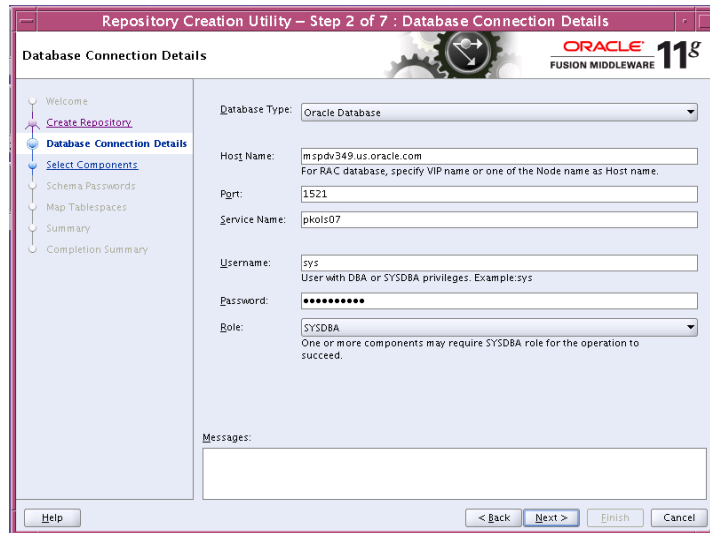 Repository Creation Utility – Step 2 of 7 : Database Connection Details
Database Connection Details
ORACLE
FUSION MIDDLEWARE 11g
Welcome
Create Repository
Database Connection Details
Select Components
Schema Passwords
Map Tablespaces
Summary
Completion Summary
Database Type: Oracle Database
Host Name: mspdv349.us.oracle.com
For RAC database, specify VIP name or one of the Node name as Host name.
Port: 1521
Service Name: pkols07
Username: sys
User with DBA or SYSDBA privileges. Example:sys
Password: ●●●●●●●●●●
Role: SYSDBA
One or more components may require SYSDBA role for the operation to
succeed.
Messages:
Help < Back Next > Finish Cancel